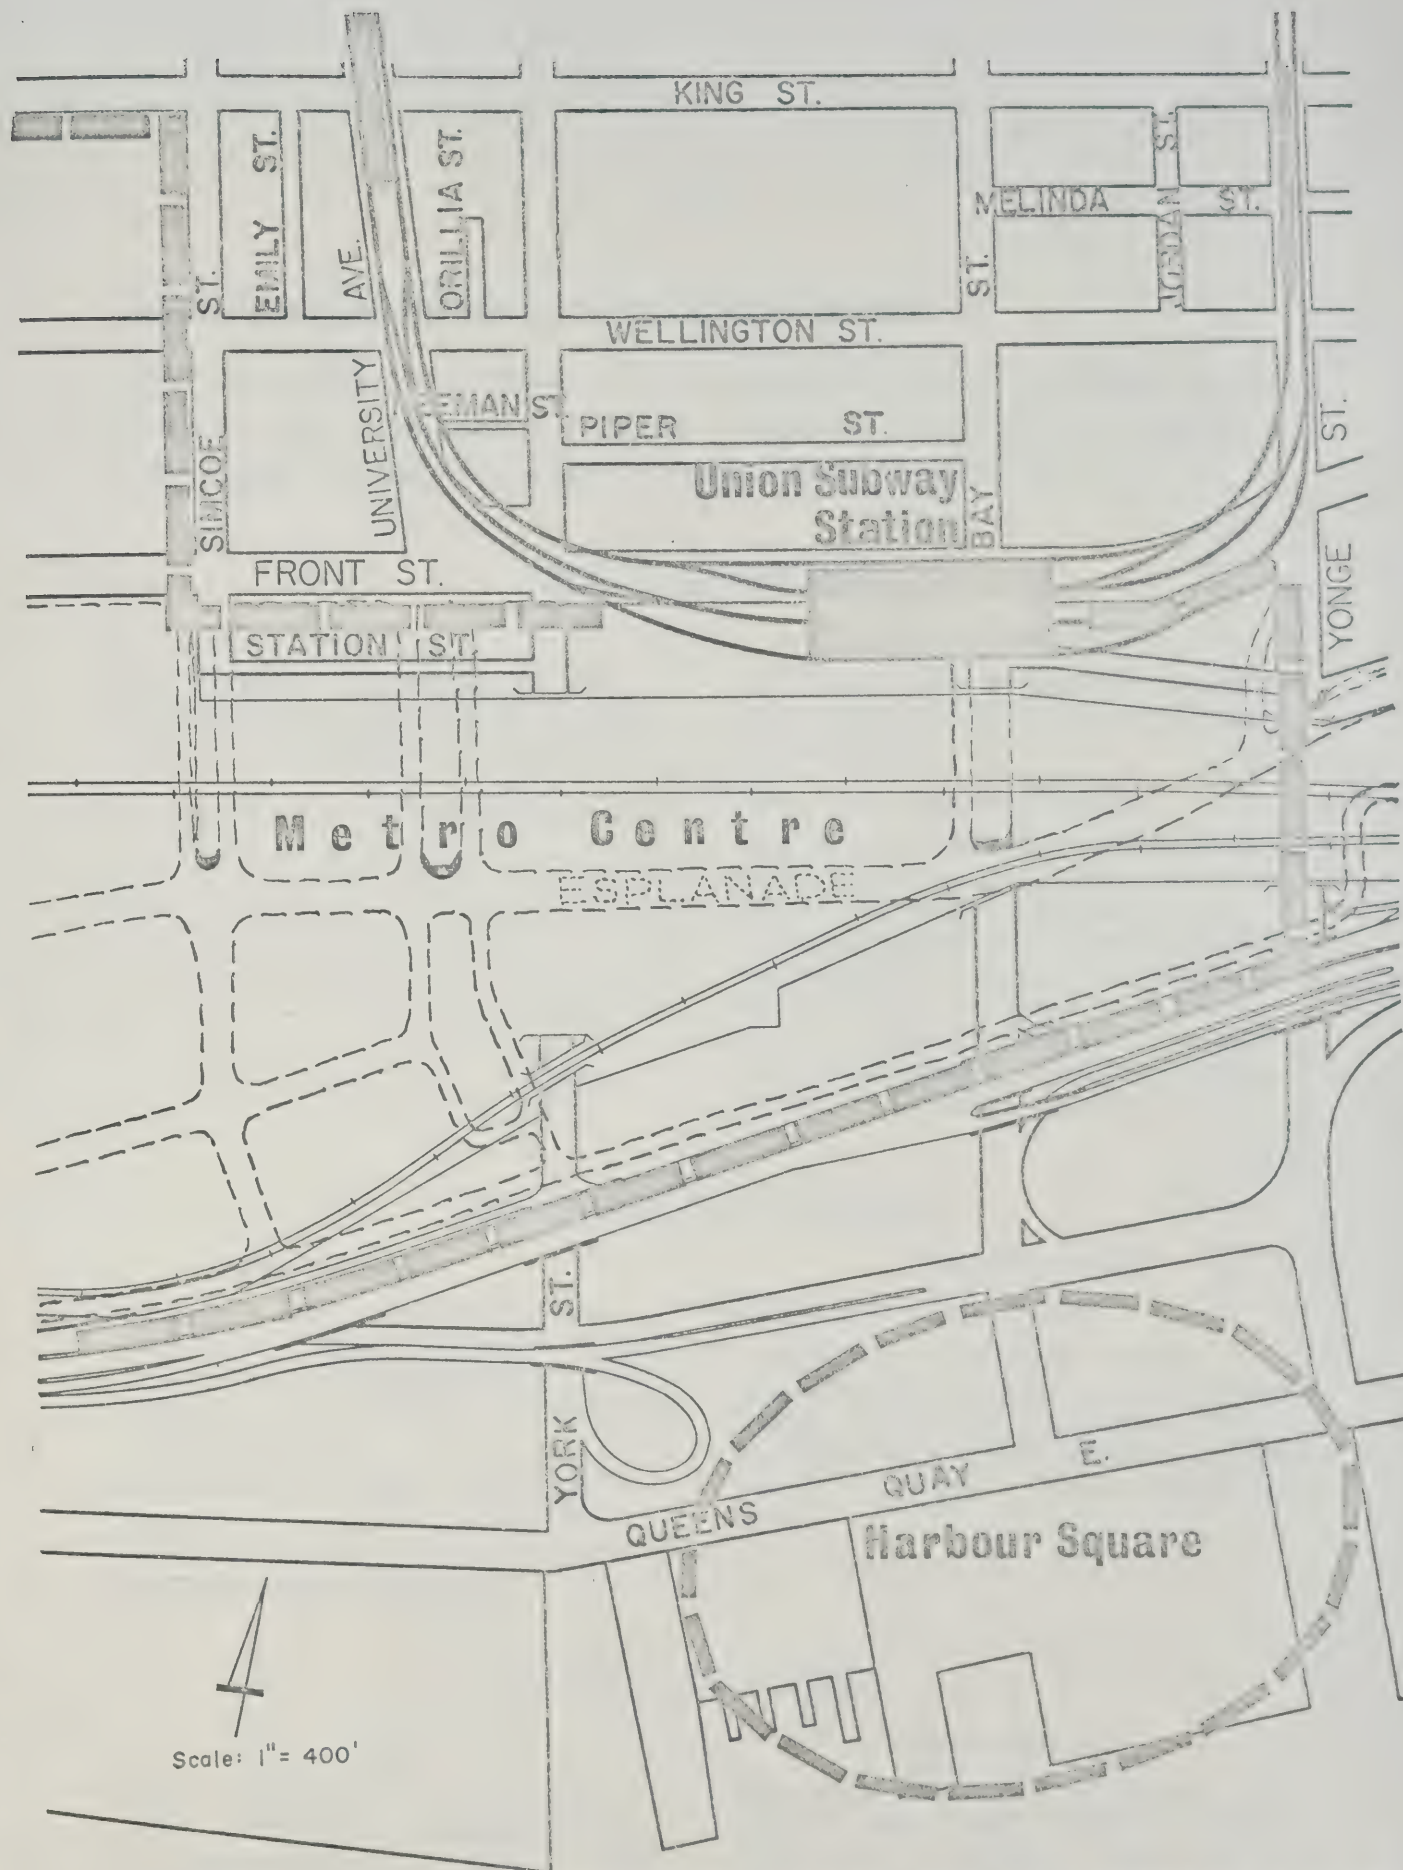 KING ST.
EMILY ST.
ORILLIA ST.
MELINDA ST.
JORDAN ST.
SIMCOE ST.
UNIVERSITY AVE.
WELLINGTON ST.
EEMAN ST
PIPER ST.
Union Subway
Station
BAY ST.
YONGE ST.
FRONT ST.
STATION ST.
Metro Centre
ESPLANADE
YORK ST.
QUEENS QUAY E.
Harbour Square
Scale: 1"= 400'